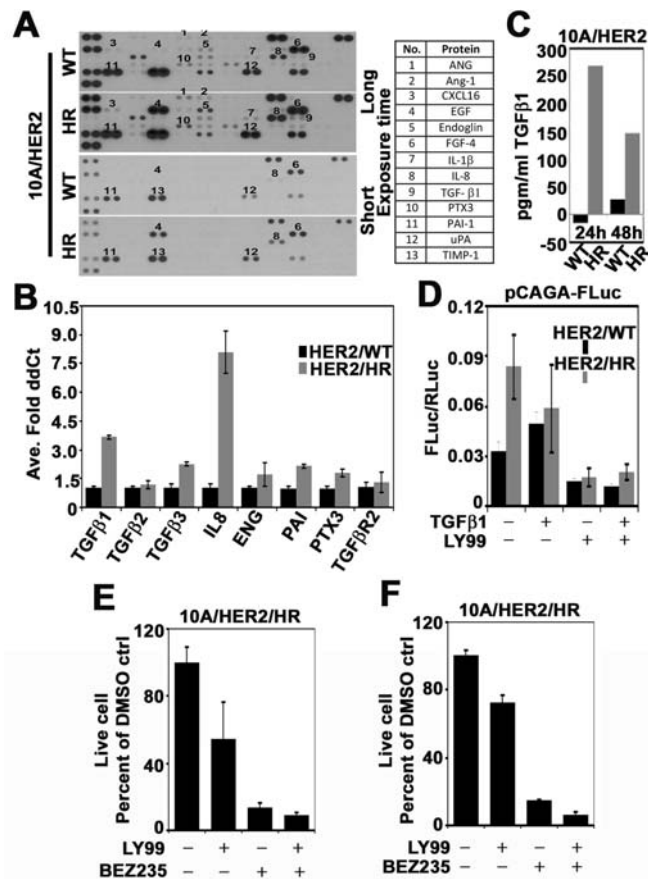 A
10A/HER2
WT
HR
WT
HR
1 2
3 4 5 6
7
8 9
10
11 12
13
1 2
3 4 5 6
7
8 9
10
11 12
13
4 6
8
11 13 12
4 6
8
11 13 12
Long
Short
Exposure time
No. Protein
1 ANG
2 Ang-1
3 CXCL16
4 EGF
5 Endoglin
6 FGF-4
7 IL-1β
8 IL-8
9 TGF- β1
10 PTX3
11 PAI-1
12 uPA
13 TIMP-1
C
10A/HER2
pgm/ml TGFβ1
300
250
200
150
100
50
0
-50
24h 48h
WT HR WT HR
B
Ave. Fold ddCt
10.5
9.0
7.5
6.0
4.5
3.0
1.5
0
HER2/WT
HER2/HR
TGFβ1 TGFβ2 TGFβ3 IL8 ENG PAI PTX3 TGFβR2
D
pCAGA-FLuc
FLuc/RLuc
0.12
0.09
0.06
0.03
0
HER2/WT
HER2/HR
TGFβ1 – + – +
LY99 – – + +
E
10A/HER2/HR
Live cell
Percent of DMSO ctrl
120
80
40
0
LY99 – + – +
BEZ235 – – + +
F
10A/HER2/HR
Live cell
Percent of DMSO ctrl
120
80
40
0
LY99 – + – +
BEZ235 – – + +